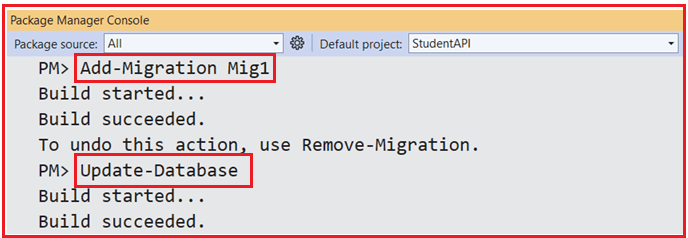 Package Manager Console
Package source: All Default project: StudentAPI
PM> Add-Migration Mig1
Build started...
Build succeeded.
To undo this action, use Remove-Migration.
PM> Update-Database
Build started...
Build succeeded.